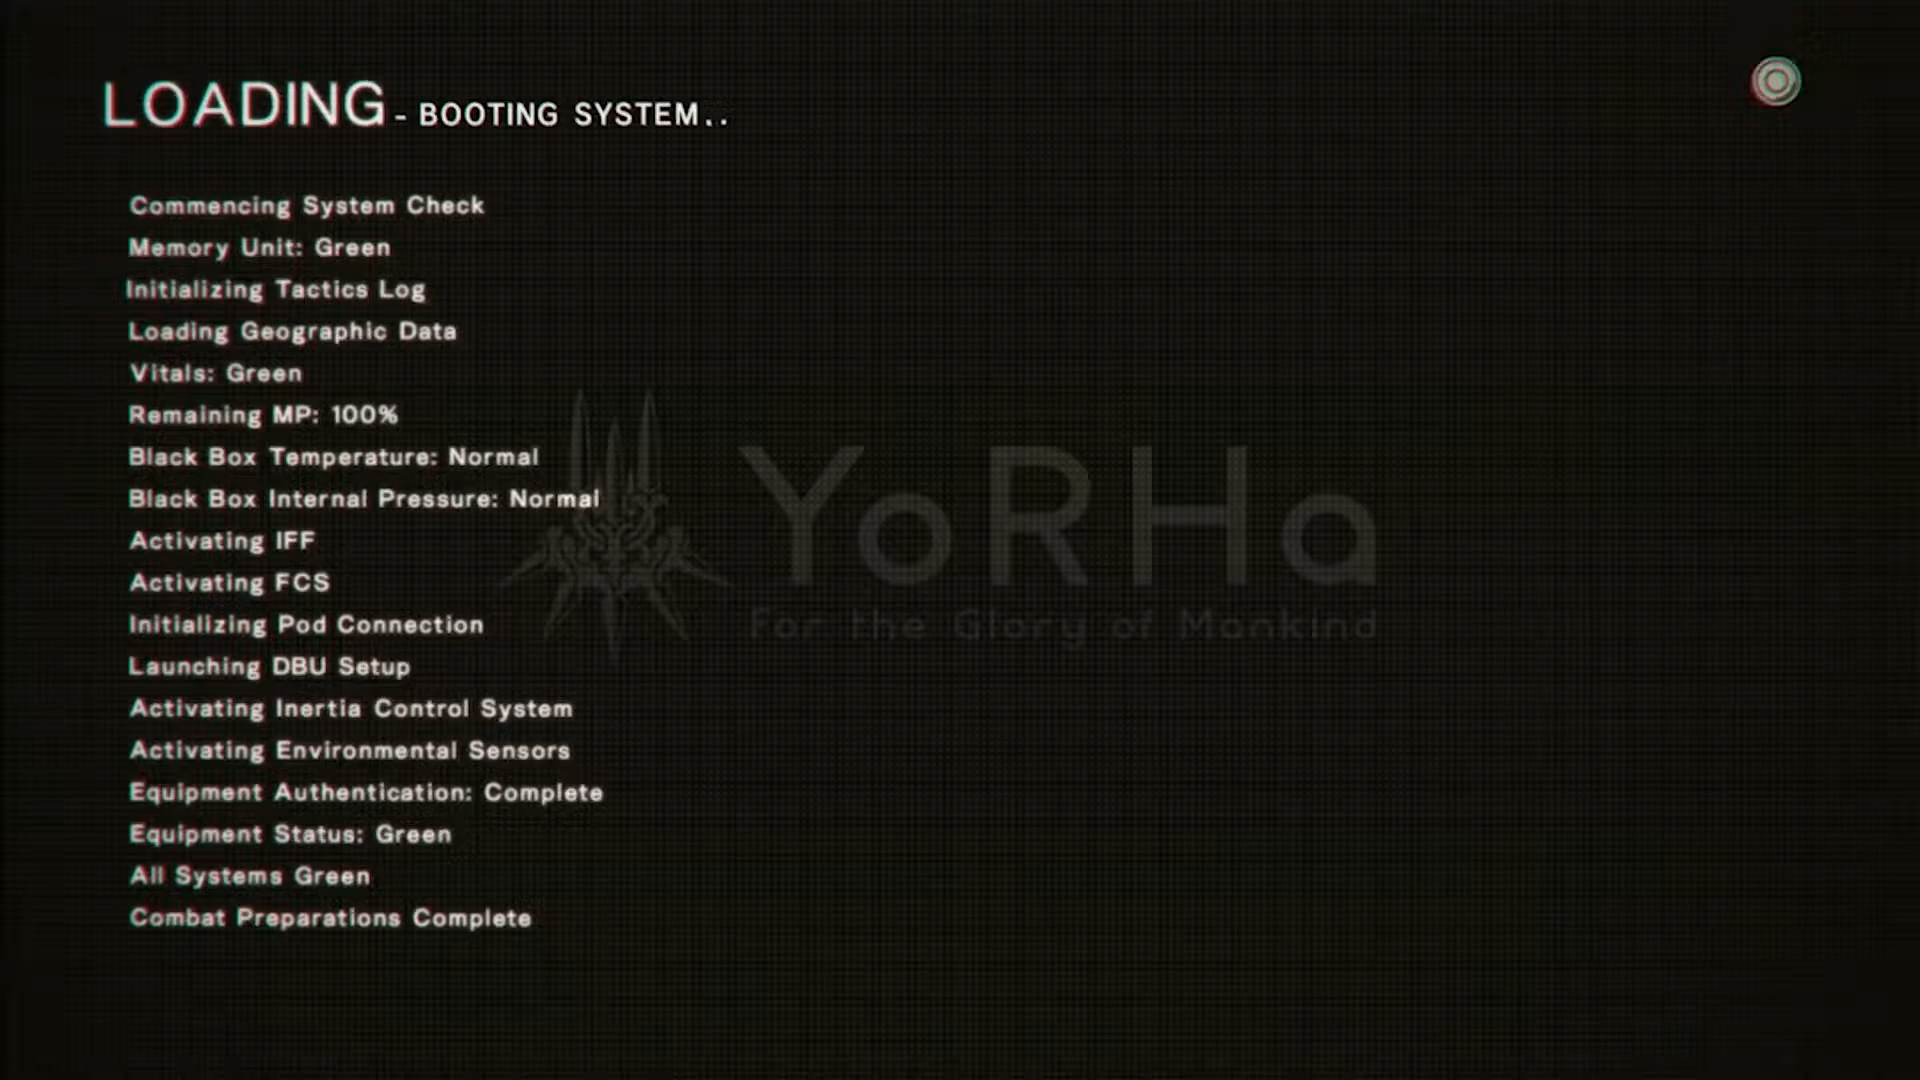 LOADING - BOOTING SYSTEM..
Commencing System Check
Memory Unit: Green
Initializing Tactics Log
Loading Geographic Data
Vitals: Green
Remaining MP: 100%
Black Box Temperature: Normal
Black Box Internal Pressure: Normal
Activating IFF
Activating FCS
Initializing Pod Connection
Launching DBU Setup
Activating Inertia Control System
Activating Environmental Sensors
Equipment Authentication: Complete
Equipment Status: Green
All Systems Green
Combat Preparations Complete
YoRHa
For the Glory of Mankind